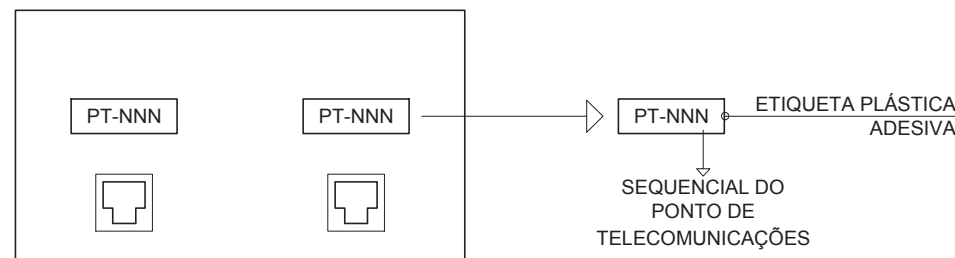 PT-NNN
PT-NNN
PT-NNN
ETIQUETA PLÁSTICA
ADESIVA
SEQUENCIAL DO
PONTO DE
TELECOMUNICAÇÕES